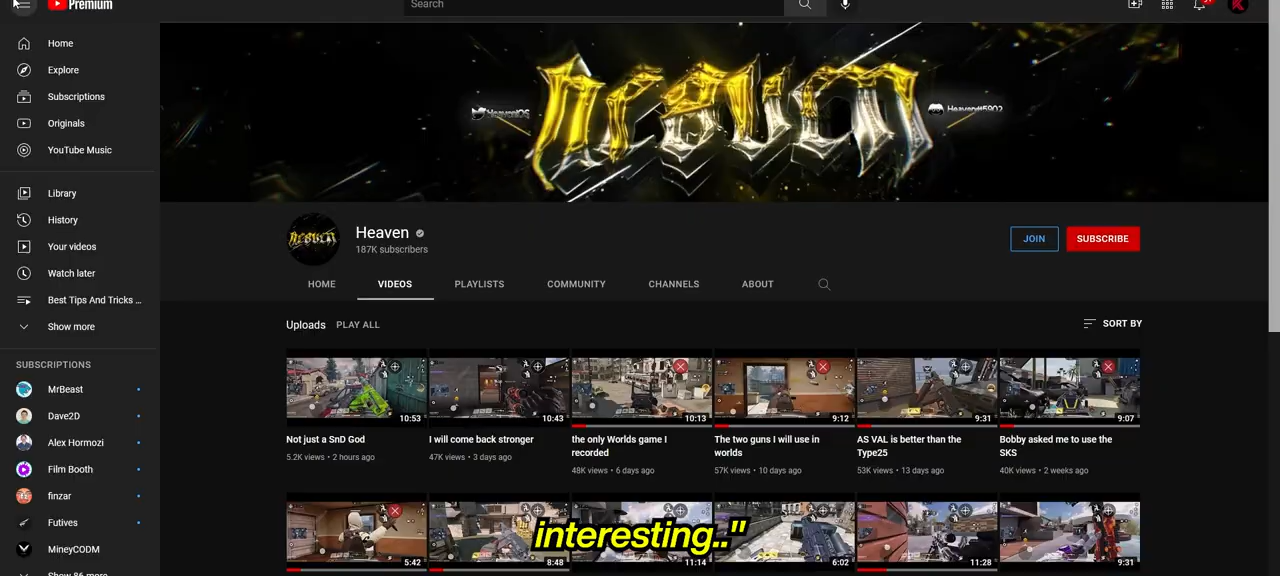 Premium
Search
Home
Explore
Subscriptions
Originals
YouTube Music
Library
History
Your videos
Watch later
Best Tips And Tricks ...
Show more
SUBSCRIPTIONS
MrBeast
Dave2D
Alex Hormozi
Film Booth
finzar
Futives
MineyCODM
Show 86 more
heaven
Heaven
187K subscribers
JOIN
SUBSCRIBE
HOME
VIDEOS
PLAYLISTS
COMMUNITY
CHANNELS
ABOUT
Uploads
PLAY ALL
SORT BY
10:53
10:43
10:13
9:12
9:31
9:07
Not just a SnD God
5.2K views • 2 hours ago
I will come back stronger
47K views • 3 days ago
the only Worlds game I
recorded
48K views • 6 days ago
The two guns I will use in
worlds
57K views • 10 days ago
AS VAL is better than the
Type25
53K views • 13 days ago
Bobby asked me to use the
SKS
40K views • 2 weeks ago
interesting.."
5:42
8:48
11:14
6:02
11:28
9:31